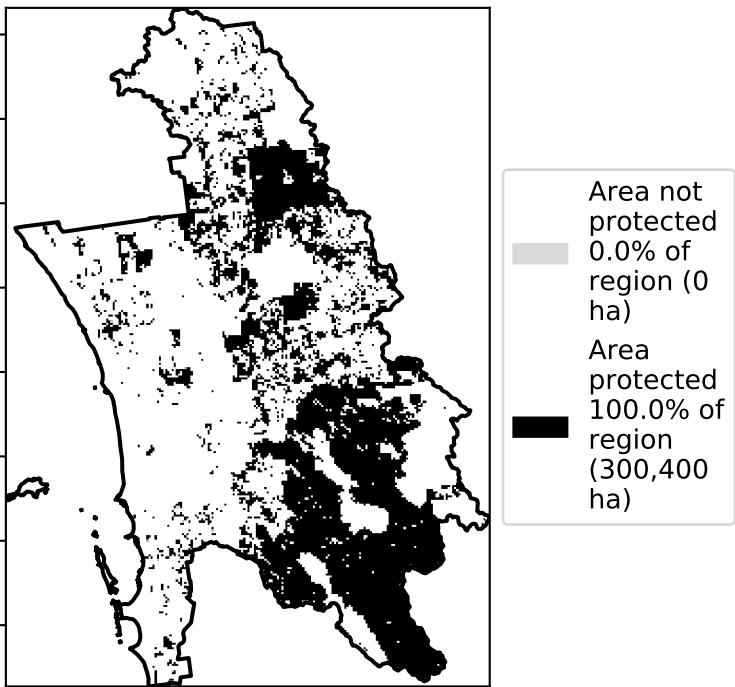 Area not
protected
0.0% of
region (0
ha)
Area
protected
100.0% of
region
(300,400
ha)